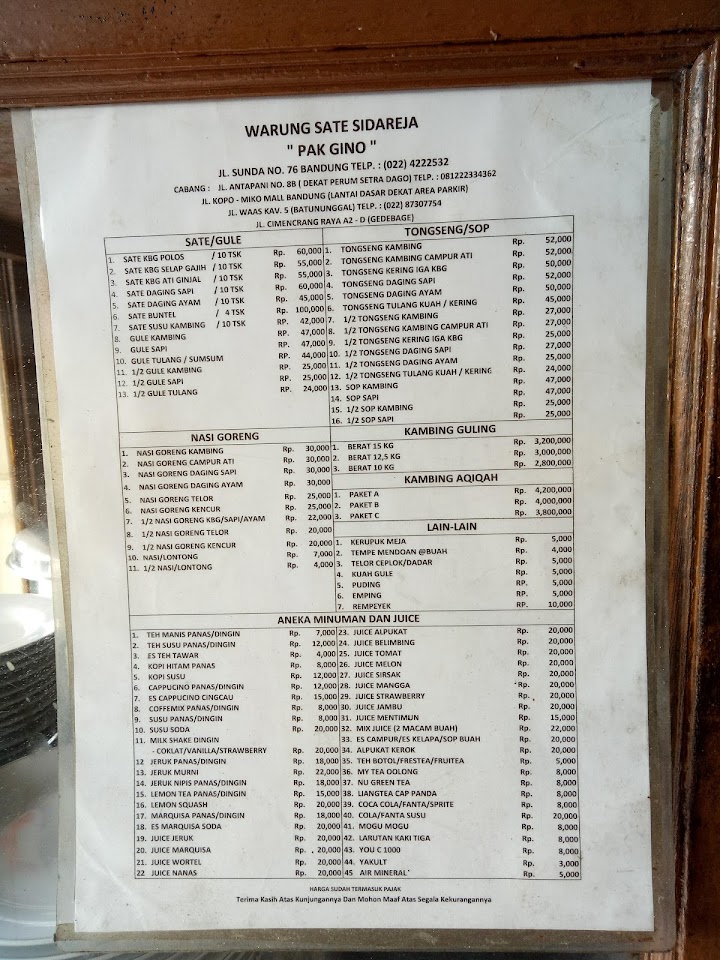 WARUNG SATE SIDAREJA
" PAK GINO "
JL. SUNDA NO. 76 BANDUNG TELP. : (022) 4222532
CABANG : JL. ANTAPANI NO. 8B ( DEKAT PERUM SETRA DAGO) TELP. : 081222334362
JL. KOPO - MIKO MALL BANDUNG (LANTAI DASAR DEKAT AREA PARKIR)
JL. WAAS KAV. 5 (BATUNUNGGAL) TELP. : (022) 87307754
JL. CIMENCRANG RAYA A2 - D (GEDEBAGE)
SATE/GULE
1. SATE KBG POLOS / 10 TSK Rp. 60,000
2. SATE KBG SELAP GAJIH / 10 TSK Rp. 55,000
3. SATE KBG ATI GINJAL / 10 TSK Rp. 55,000
4. SATE DAGING SAPI / 10 TSK Rp. 60,000
5. SATE DAGING AYAM / 10 TSK Rp. 45,000
6. SATE BUNTEL / 4 TSK Rp. 100,000
7. SATE SUSU KAMBING / 10 TSK RP. 42,000
8. GULE KAMBING RP. 47,000
9. GULE SAPI RP. 47,000
10. GULE TULANG / SUMSUM RP. 44,000
11. 1/2 GULE KAMBING RP. 25,000
12. 1/2 GULE SAPI RP. 25,000
13. 1/2 GULE TULANG RP. 24,000
TONGSENG/SOP
1. TONGSENG KAMBING Rp. 52,000
2. TONGSENG KAMBING CAMPUR ATI Rp. 52,000
3. TONGSENG KERING IGA KBG Rp. 50,000
4. TONGSENG DAGING SAPI Rp. 52,000
5. TONGSENG DAGING AYAM Rp. 50,000
6. TONGSENG TULANG KUAH / KERING Rp. 45,000
7. 1/2 TONGSENG KAMBING Rp. 27,000
8. 1/2 TONGSENG KAMBING CAMPUR ATI Rp. 27,000
9. 1/2 TONGSENG KERING IGA KBG Rp. 25,000
10. 1/2 TONGSENG DAGING SAPI Rp. 27,000
11. 1/2 TONGSENG DAGING AYAM Rp. 25,000
12. 1/2 TONGSENG TULANG KUAH / KERING Rp. 24,000
13. SOP KAMBING Rp. 47,000
14. SOP SAPI Rp. 47,000
15. 1/2 SOP KAMBING Rp. 25,000
16. 1/2 SOP SAPI Rp. 25,000
NASI GORENG
1. NASI GORENG KAMBING Rp. 30,000
2. NASI GORENG CAMPUR ATI Rp. 30,000
3. NASI GORENG DAGING SAPI Rp. 30,000
4. NASI GORENG DAGING AYAM Rp. 30,000
5. NASI GORENG TELOR Rp. 25,000
6. NASI GORENG KENCUR Rp. 25,000
7. 1/2 NASI GORENG KBG/SAPI/AYAM Rp. 22,000
8. 1/2 NASI GORENG TELOR Rp. 20,000
9. 1/2 NASI GORENG KENCUR Rp. 20,000
10. NASI/LONTONG Rp. 7,000
11. 1/2 NASI/LONTONG Rp. 4,000
KAMBING GULING
1. BERAT 15 KG Rp. 3,200,000
2. BERAT 12,5 KG Rp. 3,000,000
3. BERAT 10 KG Rp. 2,800,000
KAMBING AQIQAH
1. PAKET A Rp. 4,200,000
2. PAKET B Rp. 4,000,000
3. PAKET C Rp. 3,800,000
LAIN-LAIN
1. KERUPUK MEJA Rp. 5,000
2. TEMPE MENDOAN @BUAH Rp. 4,000
3. TELOR CEPLOK/DADAR Rp. 5,000
4. KUAH GULE Rp. 5,000
5. PUDING RP. 5,000
6. EMPING RP. 5,000
7. REMPEYEK RP. 10,000
ANEKA MINUMAN DAN JUICE
1. TEH MANIS PANAS/DINGIN Rp. 7,000
2. TEH SUSU PANAS/DINGIN Rp. 12,000
3. ES TEH TAWAR Rp. 4,000
4. KOPI HITAM PANAS Rp. 8,000
5. KOPI SUSU Rp. 12,000
6. CAPPUCINO PANAS/DINGIN Rp. 12,000
7. ES CAPPUCINO CINGCAU Rp. 15,000
8. COFFEMIX PANAS/DINGIN Rp. 8,000
9. SUSU PANAS/DINGIN Rp. 8,000
10. SUSU SODA Rp. 20,000
11. MILK SHAKE DINGIN
- COKLAT/VANILLA/STRAWBERRY Rp. 20,000
12 JERUK PANAS/DINGIN Rp. 18,000
13. JERUK MURNI Rp. 22,000
14. JERUK NIPIS PANAS/DINGIN Rp. 18,000
15. LEMON TEA PANAS/DINGIN Rp. 15,000
16. LEMON SQUASH Rp. 20,000
17. MARQUISA PANAS/DINGIN Rp. 18,000
18. ES MARQUISA SODA Rp. 20,000
19. JUICE JERUK Rp. 20,000
20. JUICE MARQUISA Rp. 20,000
21. JUICE WORTEL Rp. 20,000
22 JUICE NANAS Rp. 20,000
23. JUICE ALPUKAT Rp. 20,000
24. JUICE BELIMBING Rp. 20,000
25. JUICE TOMAT Rp. 20,000
26. JUICE MELON Rp. 20,000
27. JUICE SIRSAK Rp. 20,000
28. JUICE MANGGA Rp. 20,000
29. JUICE STRAWBERRY Rp. 20,000
30. JUICE JAMBU Rp. 20,000
31. JUICE MENTIMUN Rp. 15,000
32. MIX JUICE (2 MACAM BUAH) Rp. 22,000
33. ES CAMPUR/ES KELAPA/SOP BUAH Rp. 20,000
34. ALPUKAT KEROK Rp. 20,000
35. TEH BOTOL/FRESTEA/FRUITEA Rp. 5,000
36. MY TEA OOLONG Rp. 8,000
37. NU GREEN TEA Rp. 8,000
38. LIANGTEA CAP PANDA Rp. 8,000
39. COCA COLA/FANTA/SPRITE Rp. 8,000
40. COLA/FANTA SUSU Rp. 20,000
41. MOGU MOGU Rp. 8,000
42. LARUTAN KAKI TIGA Rp. 8,000
43. YOU C 1000 Rp. 8,000
44. YAKULT Rp. 3,000
45 AIR MINERAL Rp. 5,000
HARGA SUDAH TERMASUK PAJAK
Terima Kasih Atas Kunjungannya Dan Mohon Maaf Atas Segala Kekurangannya